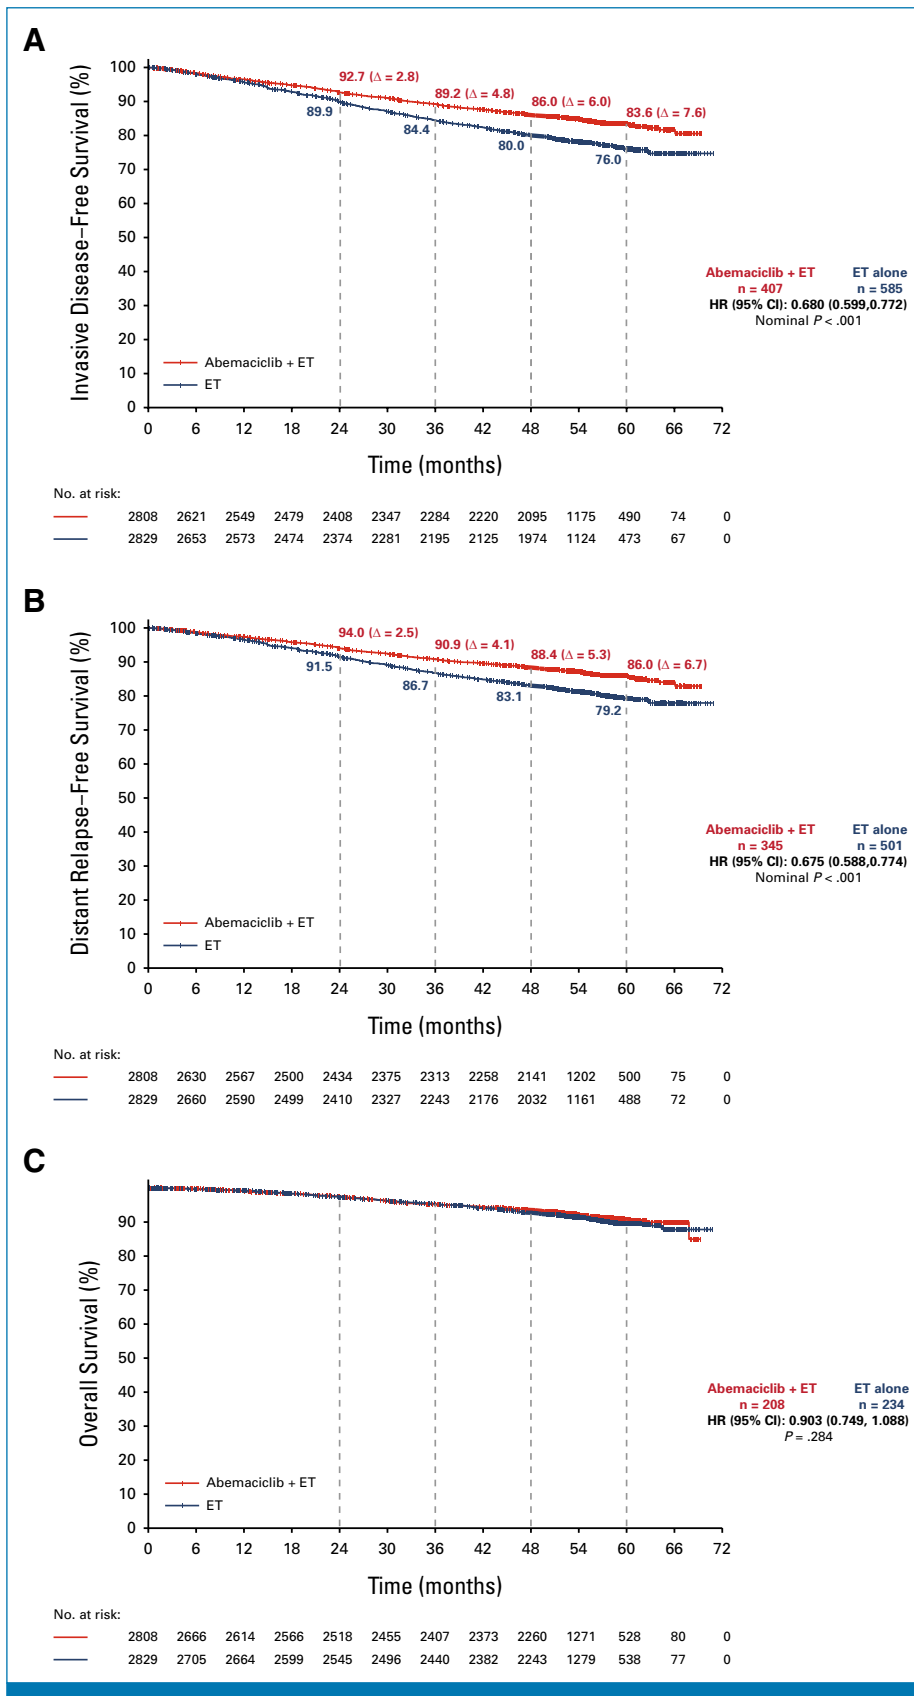 A
Invasive Disease–Free Survival (%)
100
90
80
70
60
50
40
30
20
10
0
92.7 (Δ = 2.8)
89.2 (Δ = 4.8)
86.0 (Δ = 6.0)
83.6 (Δ = 7.6)
89.9
84.4
80.0
76.0
Abemaciclib + ET
ET
Abemaciclib + ET ET alone
n = 407 n = 585
HR (95% CI): 0.680 (0.599,0.772)
Nominal P < .001
0 6 12 18 24 30 36 42 48 54 60 66 72
Time (months)
No. at risk:
2808 2621 2549 2479 2408 2347 2284 2220 2095 1175 490 74 0
2829 2653 2573 2474 2374 2281 2195 2125 1974 1124 473 67 0
B
Distant Relapse–Free Survival (%)
100
90
80
70
60
50
40
30
20
10
0
94.0 (Δ = 2.5)
90.9 (Δ = 4.1)
88.4 (Δ = 5.3)
86.0 (Δ = 6.7)
91.5
86.7
83.1
79.2
Abemaciclib + ET
ET
Abemaciclib + ET ET alone
n = 345 n = 501
HR (95% CI): 0.675 (0.588,0.774)
Nominal P < .001
0 6 12 18 24 30 36 42 48 54 60 66 72
Time (months)
No. at risk:
2808 2630 2567 2500 2434 2375 2313 2258 2141 1202 500 75 0
2829 2660 2590 2499 2410 2327 2243 2176 2032 1161 488 72 0
C
Overall Survival (%)
90
80
70
60
50
40
30
20
10
0
Abemaciclib + ET
ET
Abemaciclib + ET ET alone
n = 208 n = 234
HR (95% CI): 0.903 (0.749, 1.088)
P = .284
0 6 12 18 24 30 36 42 48 54 60 66 72
Time (months)
No. at risk:
2808 2666 2614 2566 2518 2455 2407 2373 2260 1271 528 80 0
2829 2705 2664 2599 2545 2496 2440 2382 2243 1279 538 77 0